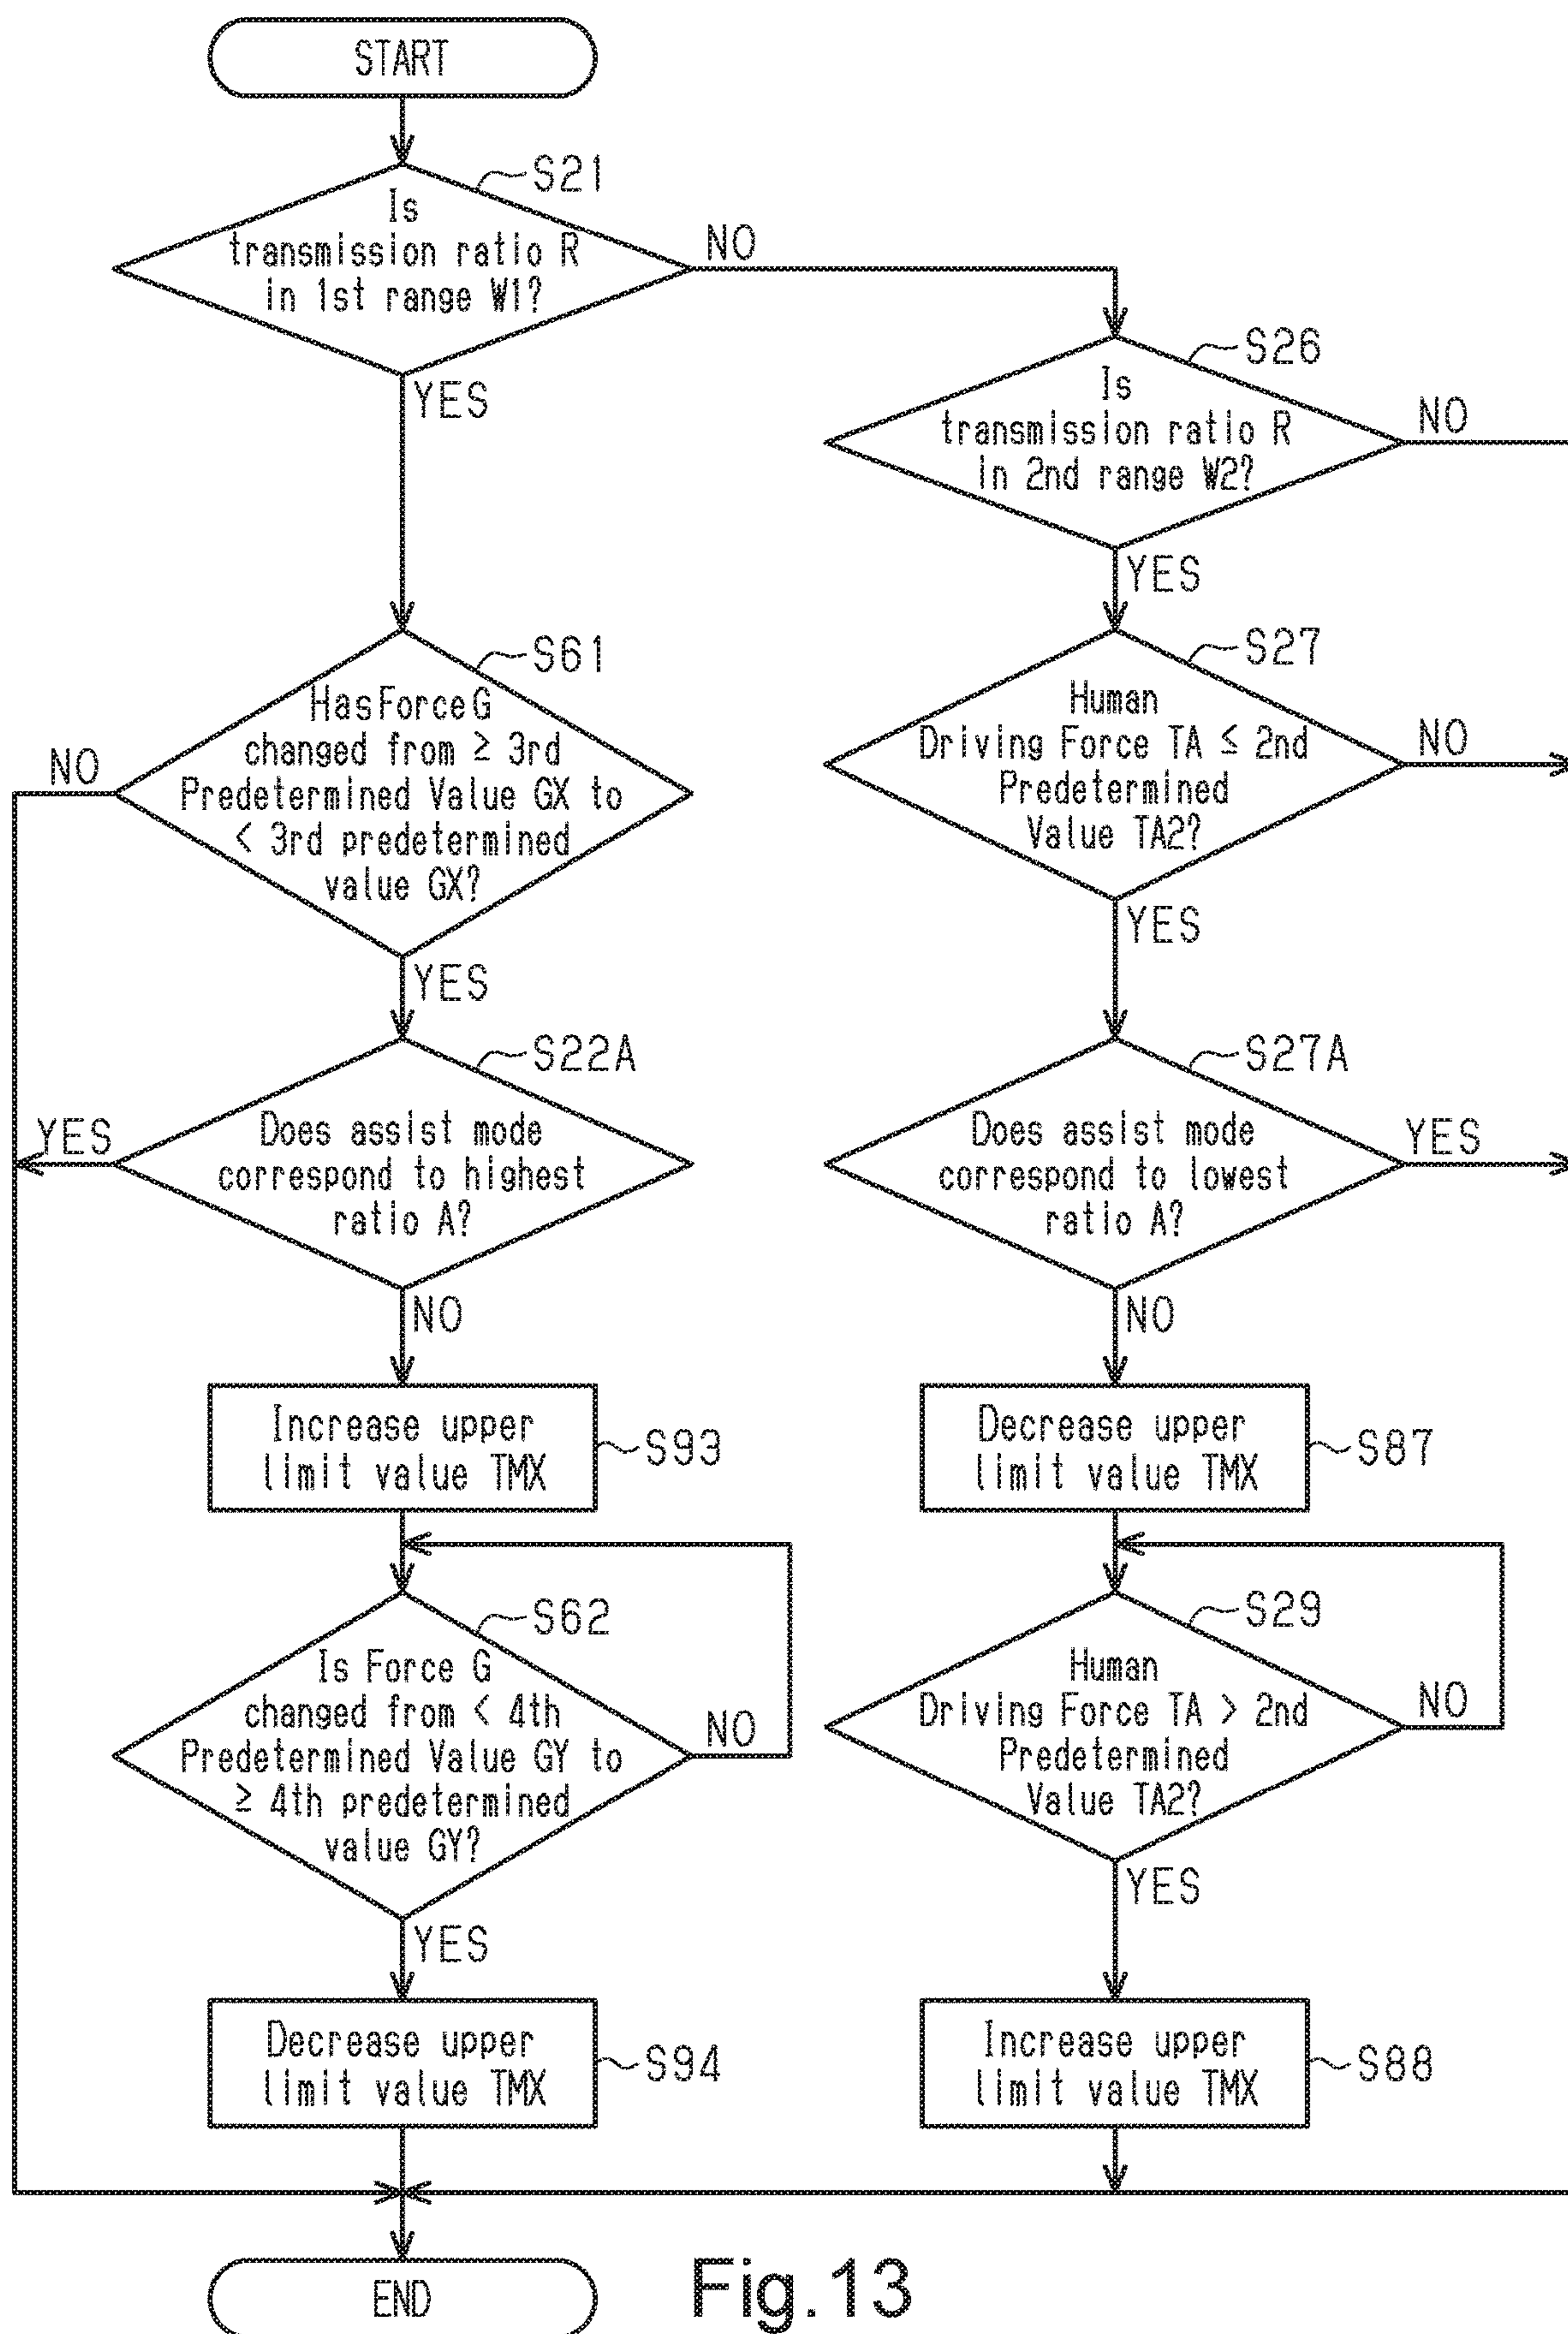 START
S21
Is
transmission ratio R
in 1st range W1?
NO
YES
S26
Is
transmission ratio R
in 2nd range W2?
NO
YES
S61
HasForceG
changed from ≥ 3rd
Predetermined Value GX to
< 3rd predetermined
value GX?
NO
YES
S27
Human
Driving Force TA ≤ 2nd
Predetermined
Value TA2?
NO
YES
S22A
Does assist mode
correspond to highest
ratio A?
YES
NO
S27A
Does assist mode
correspond to lowest
ratio A?
YES
NO
Increase upper
limit value TMX
S93
Decrease upper
limit value TMX
S87
S62
Is Force G
changed from < 4th
Predetermined Value GY to
≥ 4th predetermined
value GY?
NO
YES
S29
Human
Driving Force TA > 2nd
Predetermined
Value TA2?
NO
YES
Decrease upper
limit value TMX
S94
Increase upper
limit value TMX
S88
END
Fig.13